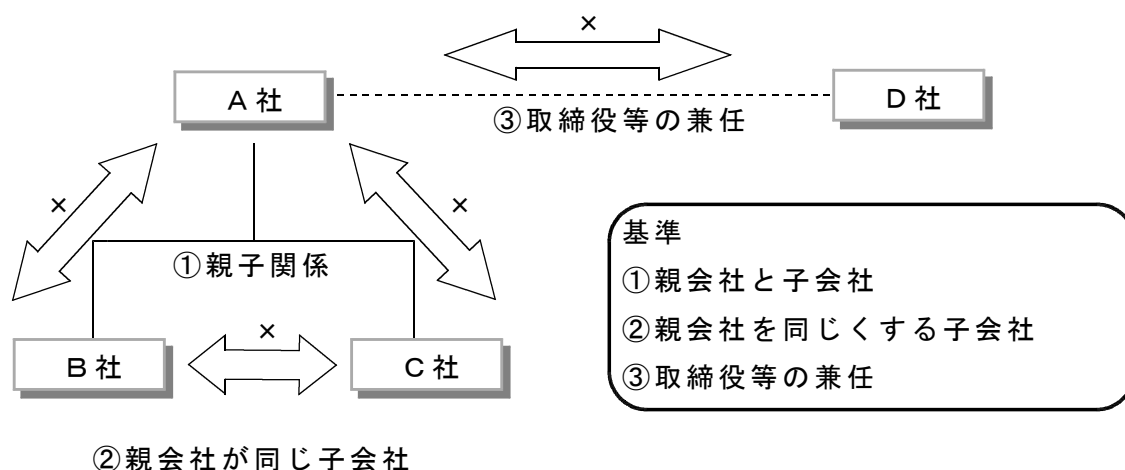 ×
A社
D社
③取締役等の兼任
×
×
基準
①親子関係
①親会社と子会社
×
②親会社を同じくする子会社
B社
C社
③取締役等の兼任
②親会社が同じ子会社